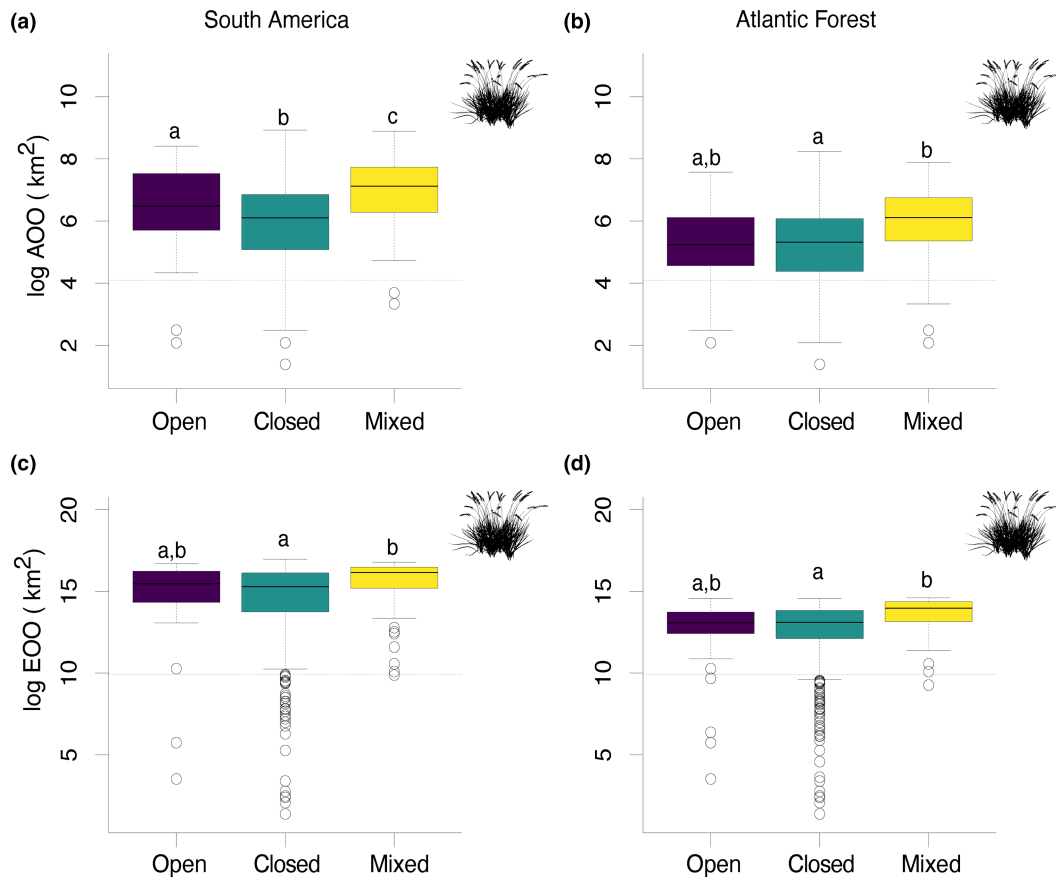 (a) South America
(b) Atlantic Forest
log AOO ( km²)
10
8
6
4
2
a b c
Open Closed Mixed
10
8
6
4
2
a,b a b
Open Closed Mixed
(c)
(d)
log EOO ( km²)
20
15
10
5
a,b a b
Open Closed Mixed
20
15
10
5
a,b a b
Open Closed Mixed